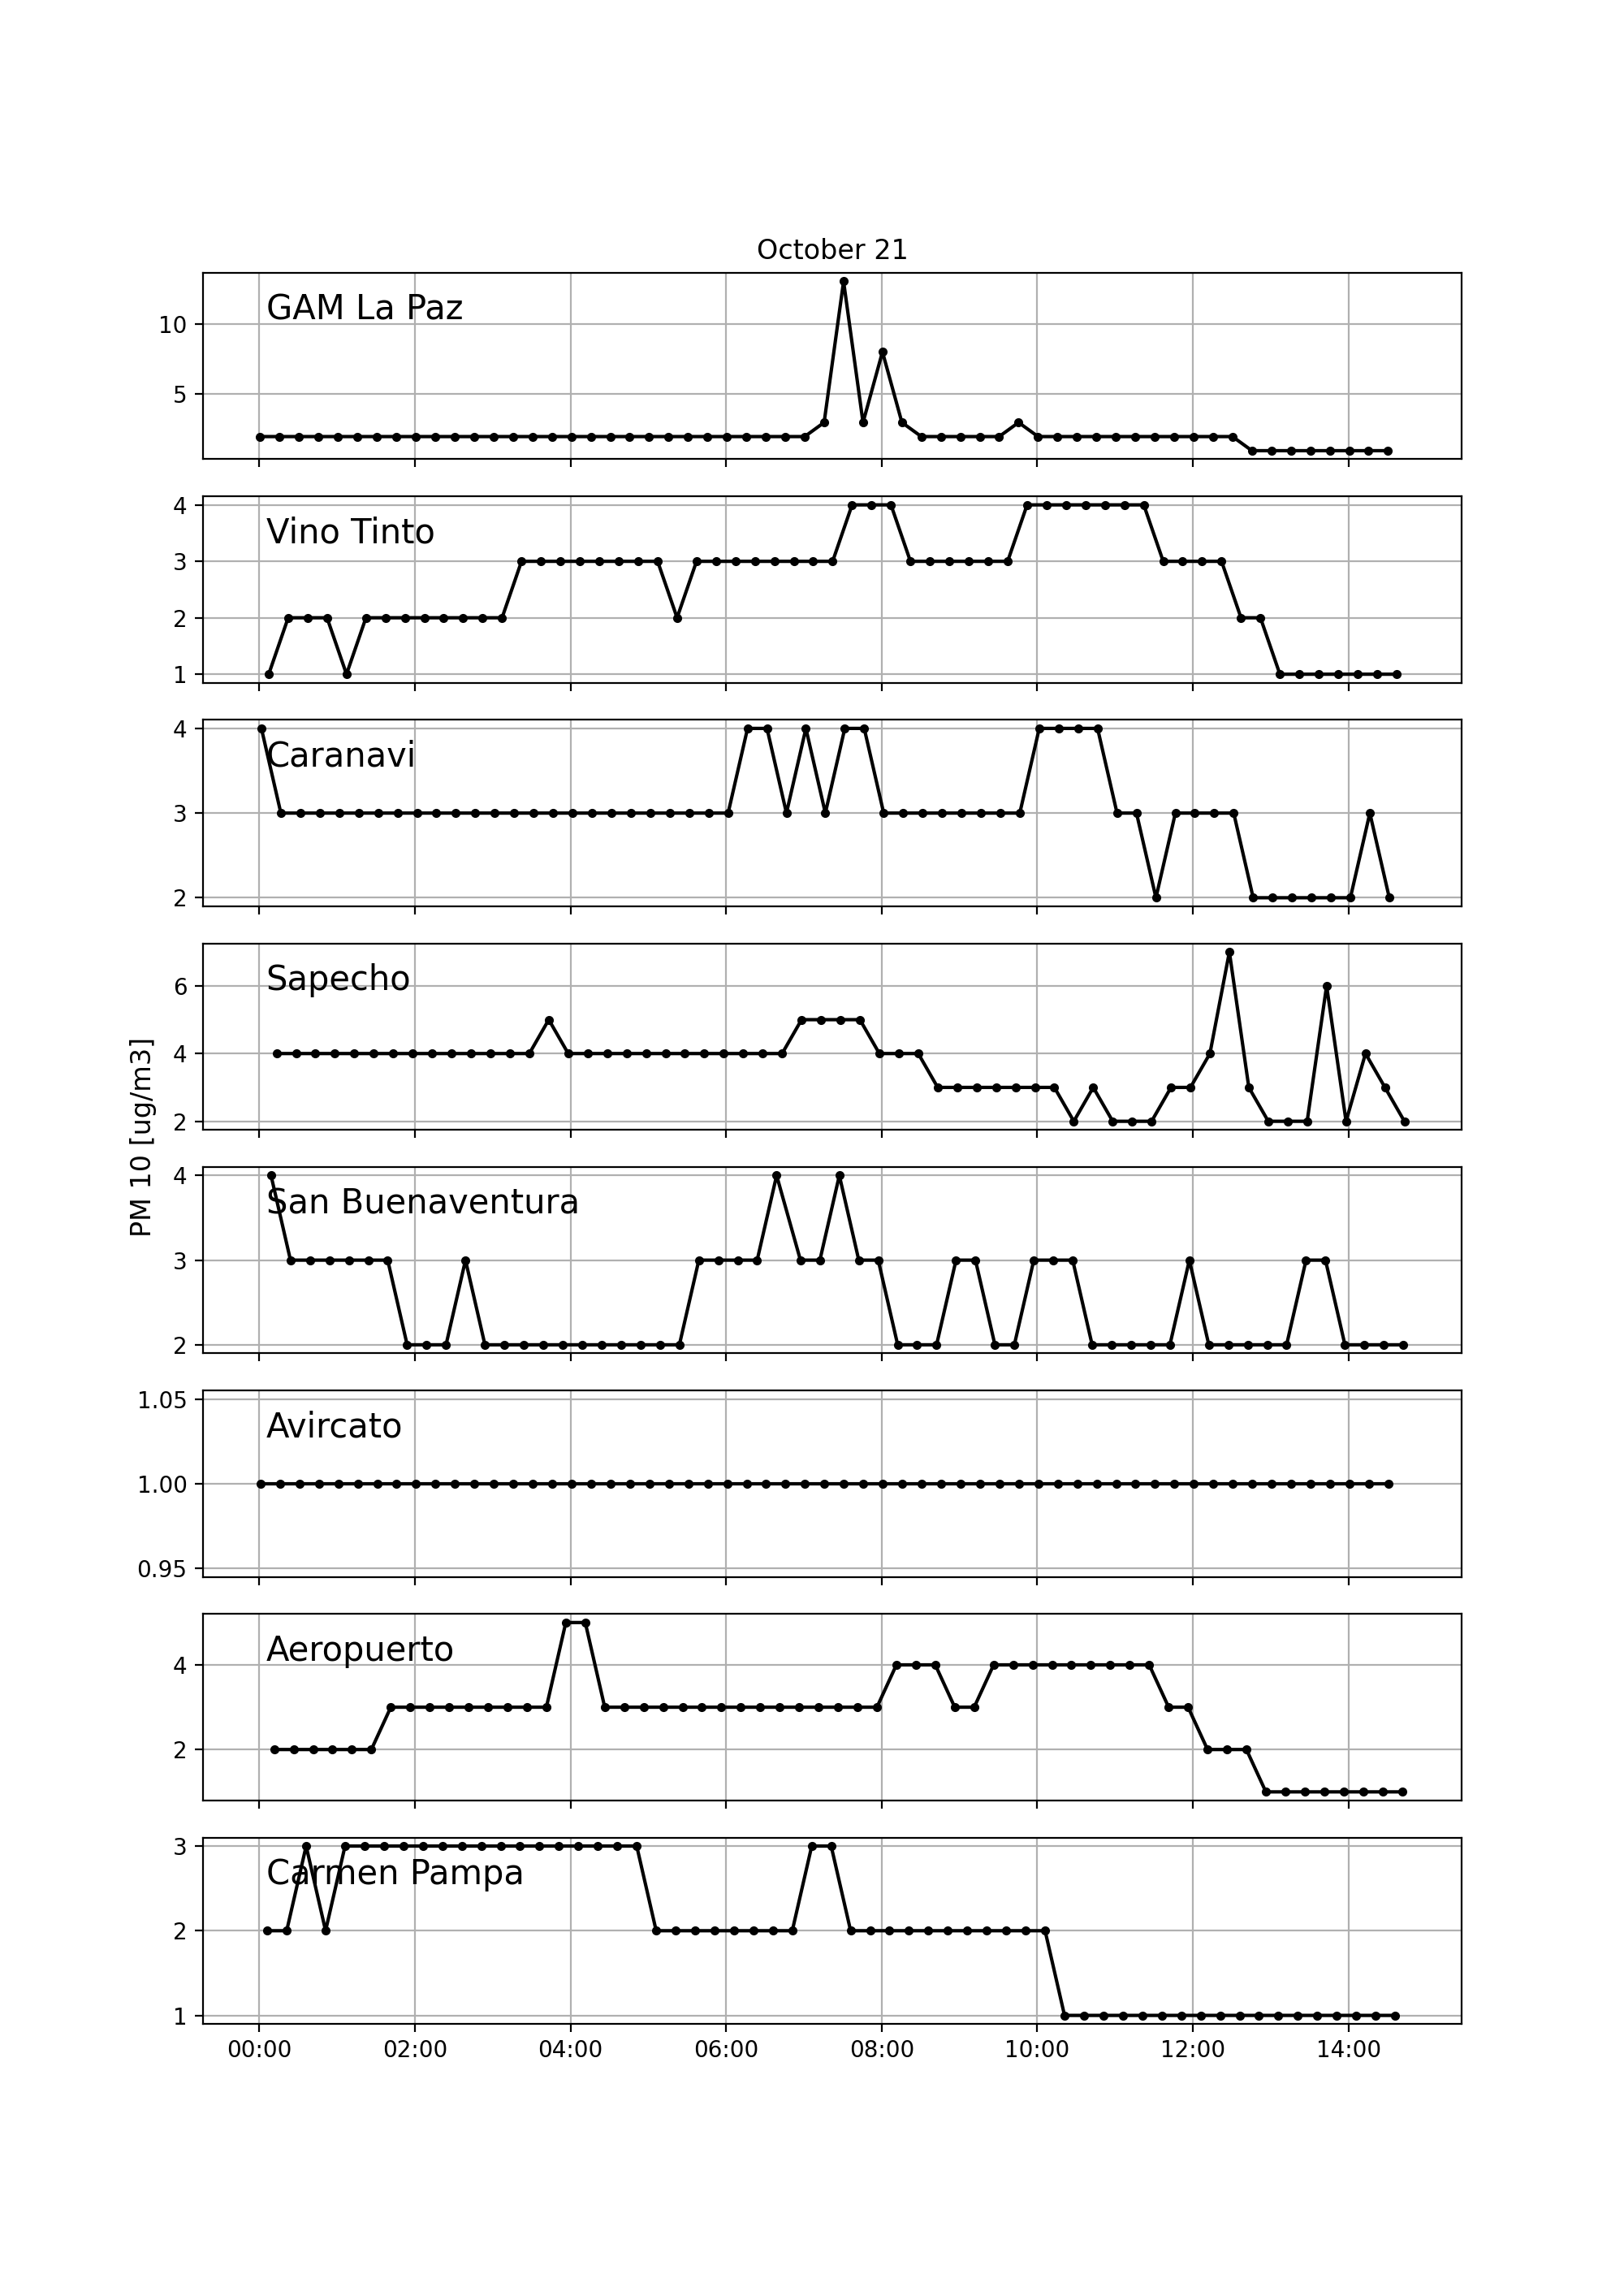 October 21
GAM La Paz
10
5
Vino Tinto
4
3
2
1
Caranavi
4
3
2
Sapecho
6
4
2
PM 10 [ug/m3]
San Buenaventura
4
3
2
Avircato
1.05
1.00
0.95
Aeropuerto
4
2
Carmen Pampa
3
2
1
00:00 02:00 04:00 06:00 08:00 10:00 12:00 14:00